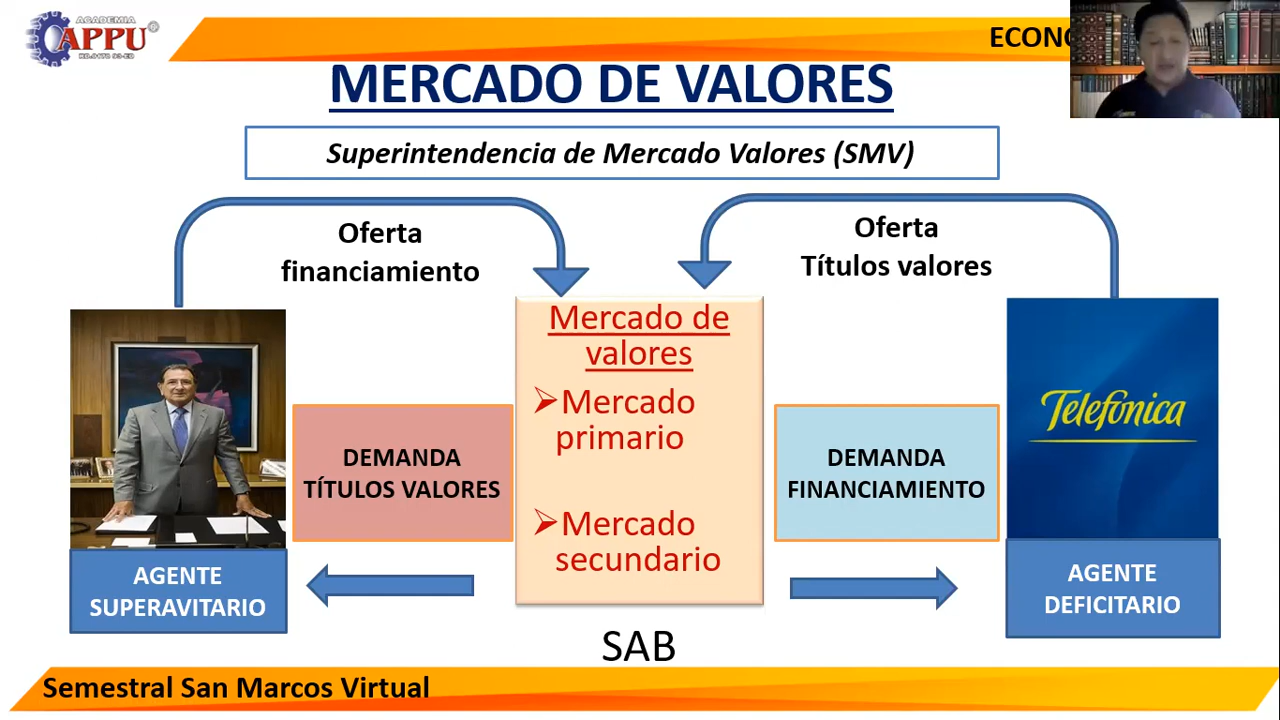 ACADEMIA
APPU
ECONO
MERCADO DE VALORES
Superintendencia de Mercado Valores (SMV)
Oferta
financiamiento
Oferta
Títulos valores
Mercado de
valores
Mercado
primario
Mercado
secundario
DEMANDA
TÍTULOS VALORES
DEMANDA
FINANCIAMIENTO
Telefónica
AGENTE
SUPERAVITARIO
AGENTE
DEFICITARIO
SAB
Semestral San Marcos Virtual